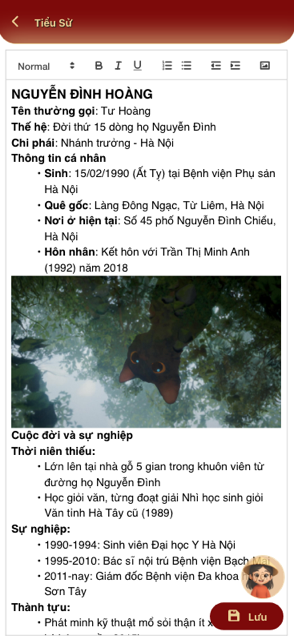 Tiểu Sử
Normal B I U
NGUYỄN ĐÌNH HOÀNG
Tên thường gọi: Tư Hoàng
Thế hệ: Đời thứ 15 dòng họ Nguyễn Đình
Chi phái: Nhánh trưởng - Hà Nội
Thông tin cá nhân
• Sinh: 15/02/1990 (Ất Tỵ) tại Bệnh viện Phụ sản
Hà Nội
• Quê gốc: Làng Đông Ngạc, Từ Liêm, Hà Nội
• Nơi ở hiện tại: Số 45 phố Nguyễn Đình Chiểu,
Hà Nội
• Hôn nhân: Kết hôn với Trần Thị Minh Anh
(1992) năm 2018
Cuộc đời và sự nghiệp
Thời niên thiếu:
• Lớn lên tại nhà gỗ 5 gian trong khuôn viên từ
đường họ Nguyễn Đình
• Học giỏi văn, từng đoạt giải Nhì học sinh giỏi
Văn tỉnh Hà Tây cũ (1989)
Sự nghiệp:
• 1990-1994: Sinh viên Đại học Y Hà Nội
• 1995-2010: Bác sĩ nội trú Bệnh viện Bạch
• 2011-nay: Giám đốc Bệnh viện Đa khoa
Sơn Tây
Thành tựu:
• Phát minh kỹ thuật mổ sỏi thận ít
Lưu